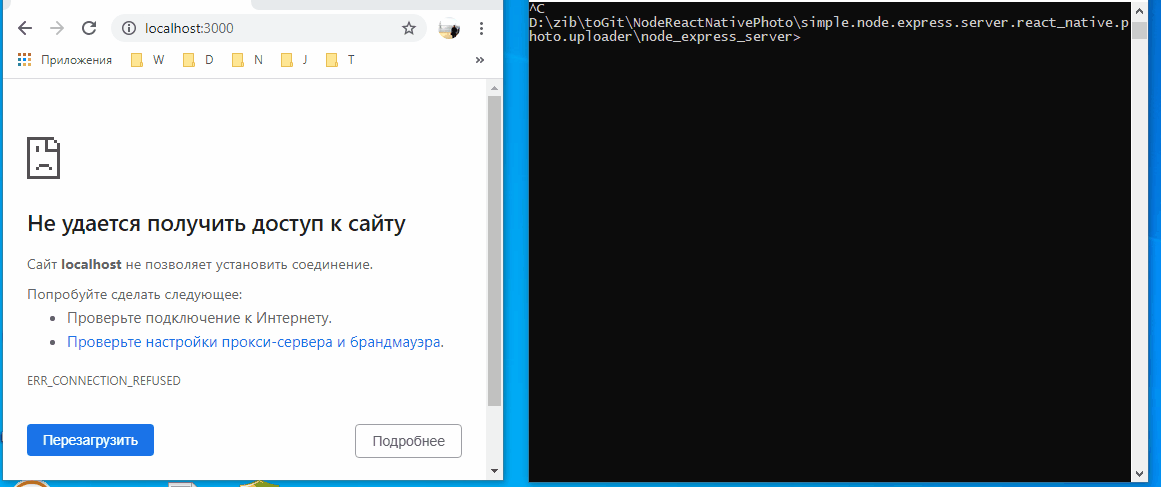 localhost:3000
Приложения W D N J T »
Не удается получить доступ к сайту
Сайт localhost не позволяет установить соединение.
Попробуйте сделать следующее:
• Проверьте подключение к Интернету.
• Проверьте настройки прокси-сервера и брандмауэра.
ERR_CONNECTION_REFUSED
Перезагрузить
Подробнее
^C
D:\zib\toGit\NodeReactNativePhoto\simple.node.express.server.react_native.p
hoto.uploader\node_express_server>